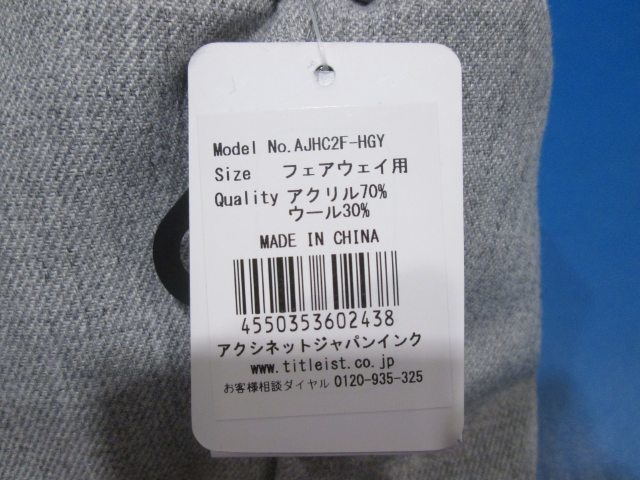 Model No.AJHC2F-HGY
Size フェアウェイ用
Quality アクリル70%
ウール30%
MADE IN CHINA
4550353602438
アクシネットジャパンインク
www.titleist.co.jp
お客様相談ダイヤル 0120-935-325